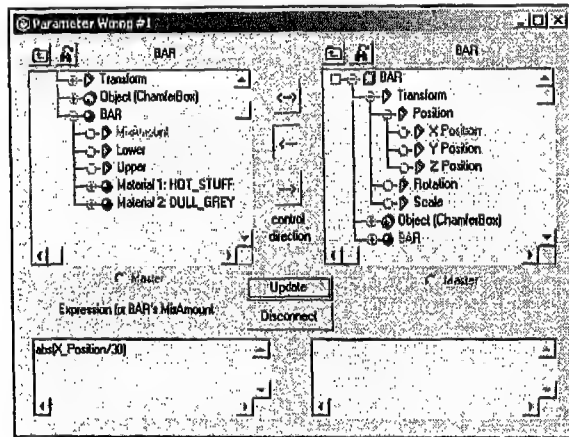 Parameter Wiring #1
BAR
Transform
Object (ChamferBox)
BAR
MixAmount
Lower
Upper
Material 1: HOT_STUFF
Material 2: DULL_GREY
control
direction
BAR
BAR
Transform
Position
X Position
Y Position
Z Position
Rotation
Scale
Object (ChamferBox)
BAR
Master
Master
Update
Disconnect
Expression for BAR's MixAmount
abs(X_Position/30)